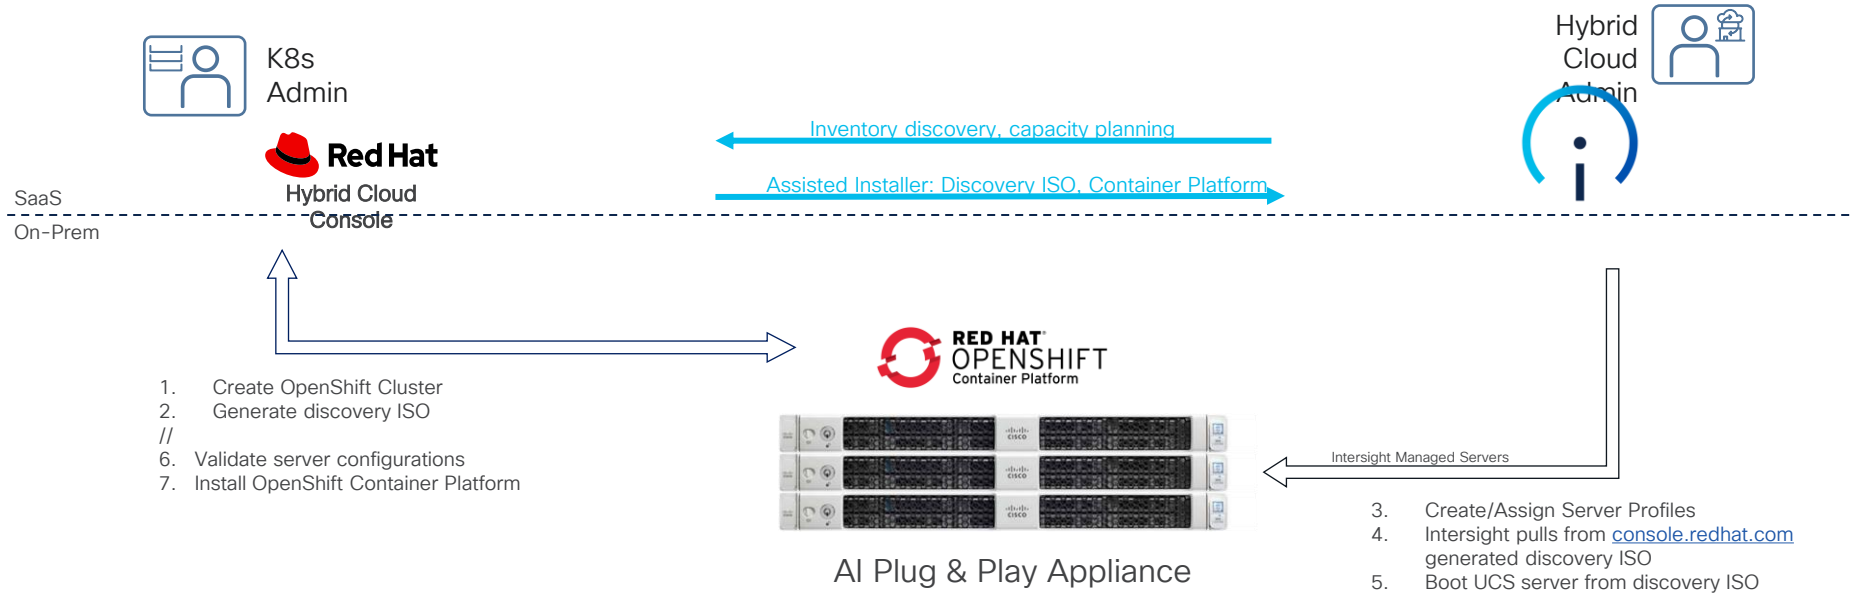 K8s
Admin
Hybrid
Cloud
Admin
Red Hat
Hybrid Cloud
Console
Inventory discovery, capacity planning
Assisted Installer: Discovery ISO, Container Platform
SaaS
On-Prem
RED HAT®
OPENSHIFT
Container Platform
1. Create OpenShift Cluster
2. Generate discovery ISO
//
6. Validate server configurations
7. Install OpenShift Container Platform
CISCO
CISCO
CISCO
Intersight Managed Servers
AI Plug & Play Appliance
3. Create/Assign Server Profiles
4. Intersight pulls from console.redhat.com
generated discovery ISO
5. Boot UCS server from discovery ISO